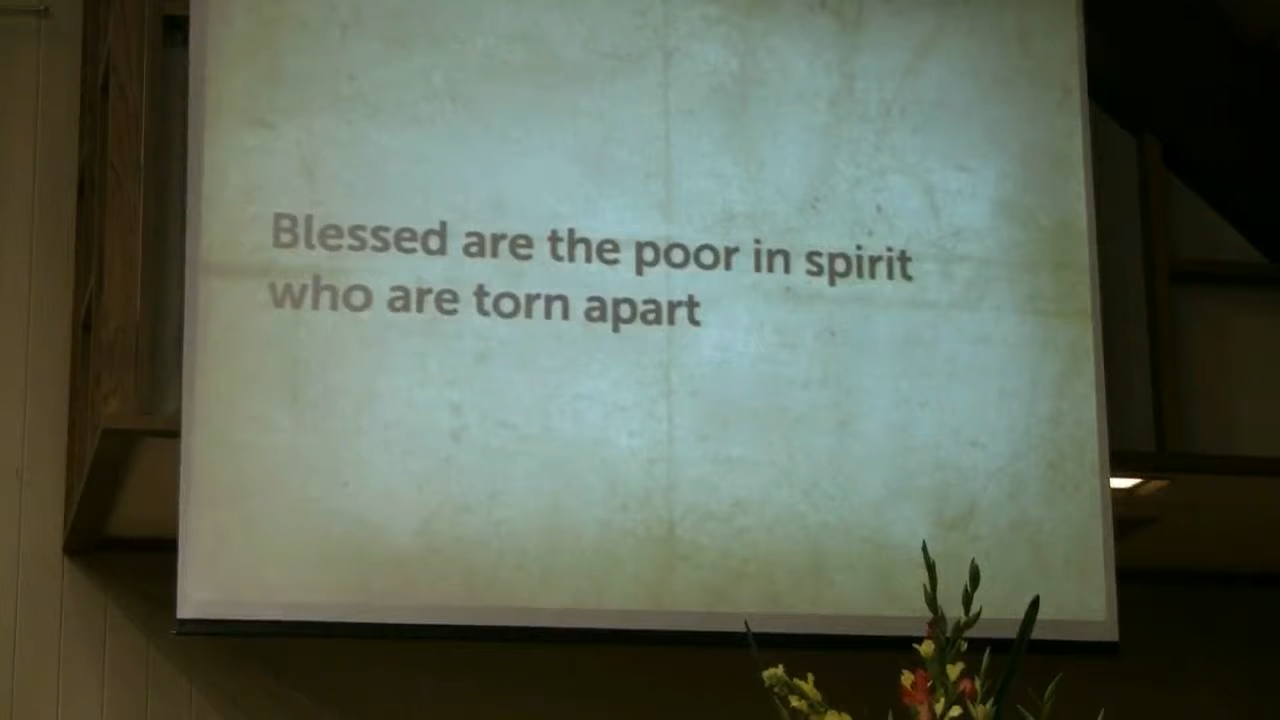 Blessed are the poor in spirit
who are torn apart